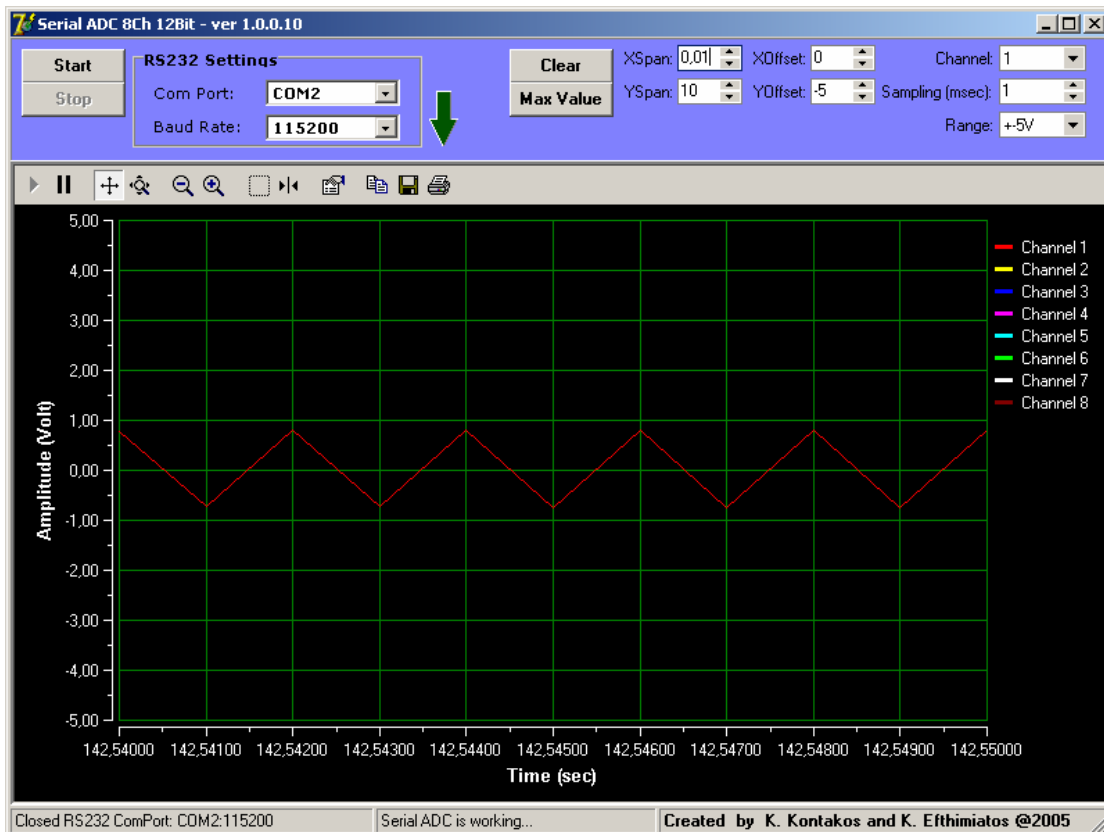 Serial ADC 8Ch 12Bit - ver 1.0.0.10
Start
Stop
RS232 Settings
Com Port: COM2
Baud Rate: 115200
Clear
Max Value
XSpan: 0,01 XOffset: 0 Channel: 1
YSpan: 10 YOffset: -5 Sampling (msec): 1
Range: +-5V
5,00
4,00
3,00
2,00
1,00
0,00
-1,00
-2,00
-3,00
-4,00
-5,00
Amplitude (Volt)
Channel 1
Channel 2
Channel 3
Channel 4
Channel 5
Channel 6
Channel 7
Channel 8
142,54000 142,54100 142,54200 142,54300 142,54400 142,54500 142,54600 142,54700 142,54800 142,54900 142,55000
Time (sec)
Closed RS232 ComPort: COM2:115200 Serial ADC is working... Created by K. Kontakos and K. Efthimiatos @2005